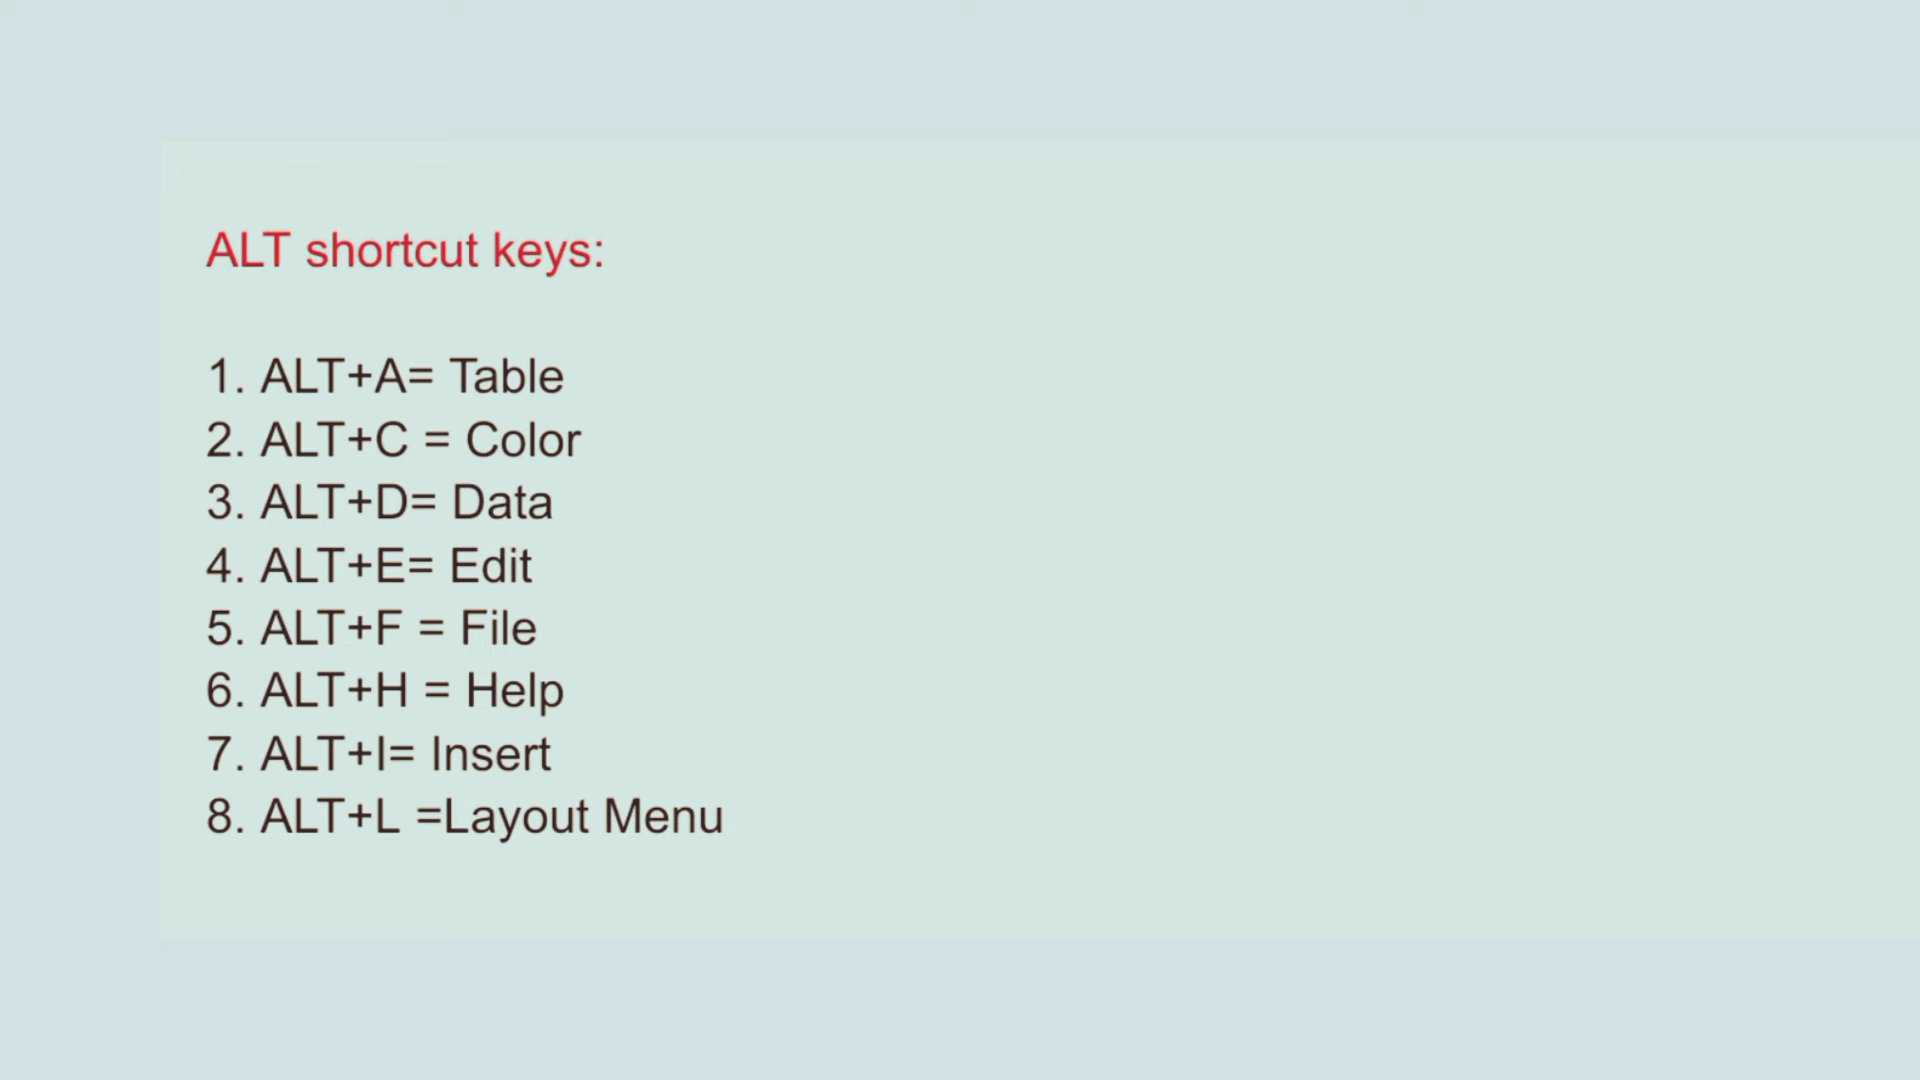 ALT shortcut keys:
1. ALT+A= Table
2. ALT+C = Color
3. ALT+D= Data
4. ALT+E= Edit
5. ALT+F = File
6. ALT+H = Help
7. ALT+I= Insert
8. ALT+L =Layout Menu